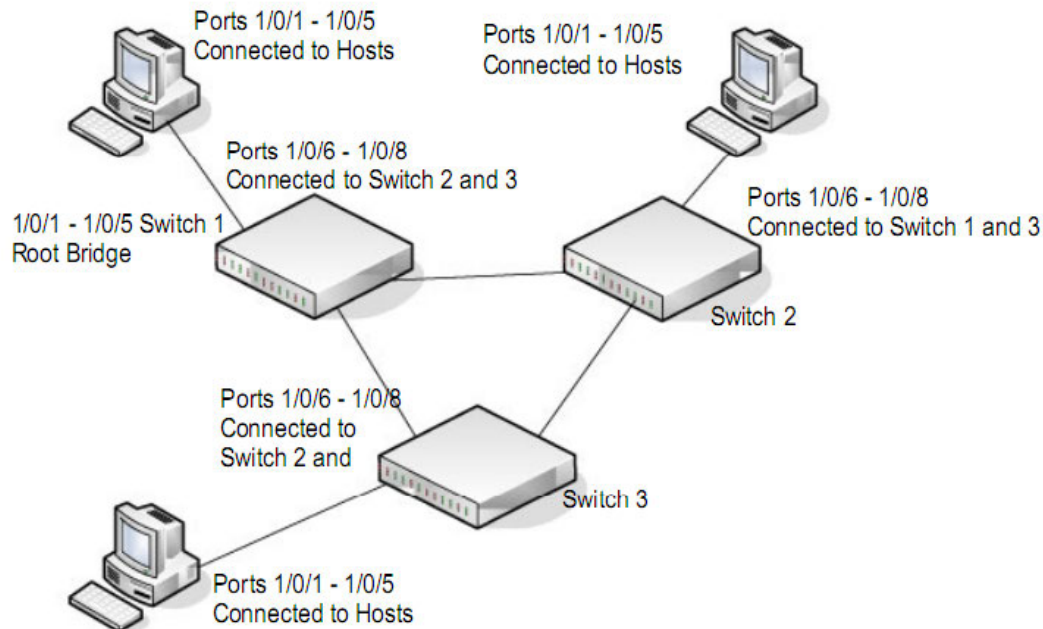 Ports 1/0/1 - 1/0/5
Connected to Hosts
Ports 1/0/1 - 1/0/5
Connected to Hosts
Ports 1/0/6 - 1/0/8
Connected to Switch 2 and 3
Ports 1/0/6 - 1/0/8
Connected to Switch 1 and 3
1/0/1 - 1/0/5 Switch 1
Root Bridge
Switch 2
Ports 1/0/6 - 1/0/8
Connected to
Switch 2 and
Switch 3
Ports 1/0/1 - 1/0/5
Connected to Hosts